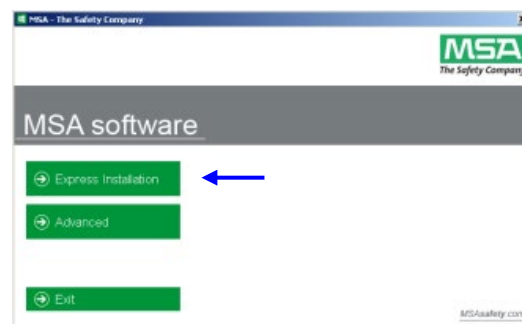 MSA - The Safety Company
MSA
The Safety Company
MSA software
Express Installation
Advanced
Exit
MSAsafety.com